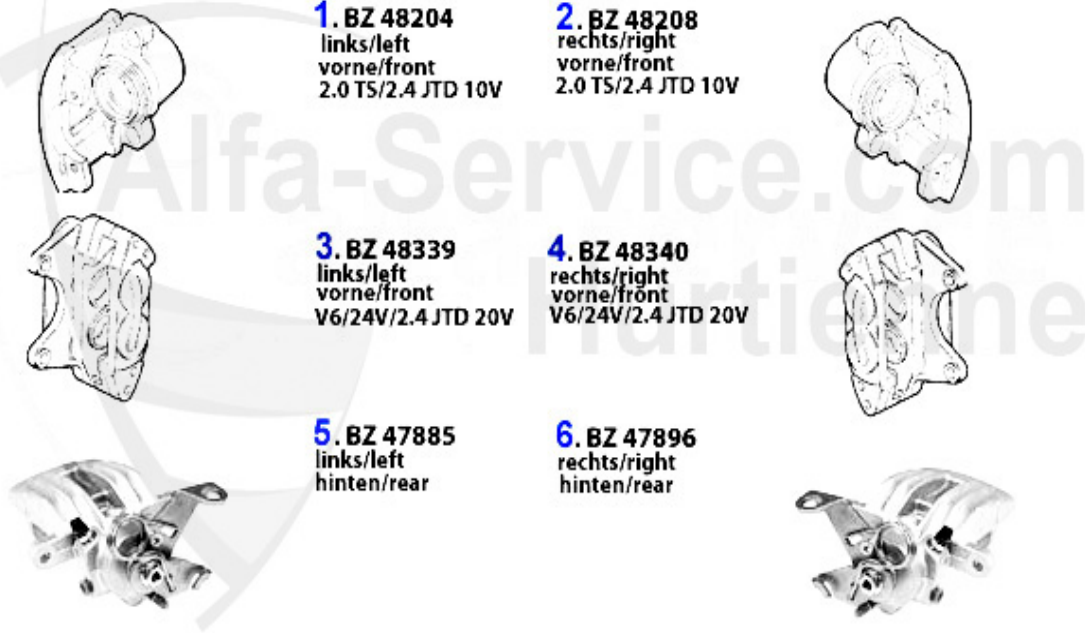 1. BZ 48204
links/left
vorne/front
2.0 TS/2.4 JTD 10V
2. BZ 48208
rechts/right
vorne/front
2.0 TS/2.4 JTD 10V
Alfa-Service.com
3. BZ 48339
links/left
vorne/front
V6/24V/2.4 JTD 20V
4. BZ 48340
rechts/right
vorne/front
V6/24V/2.4 JTD 20V
Hurtienne
5. BZ 47885
links/left
hinten/rear
6. BZ 47896
rechts/right
hinten/rear